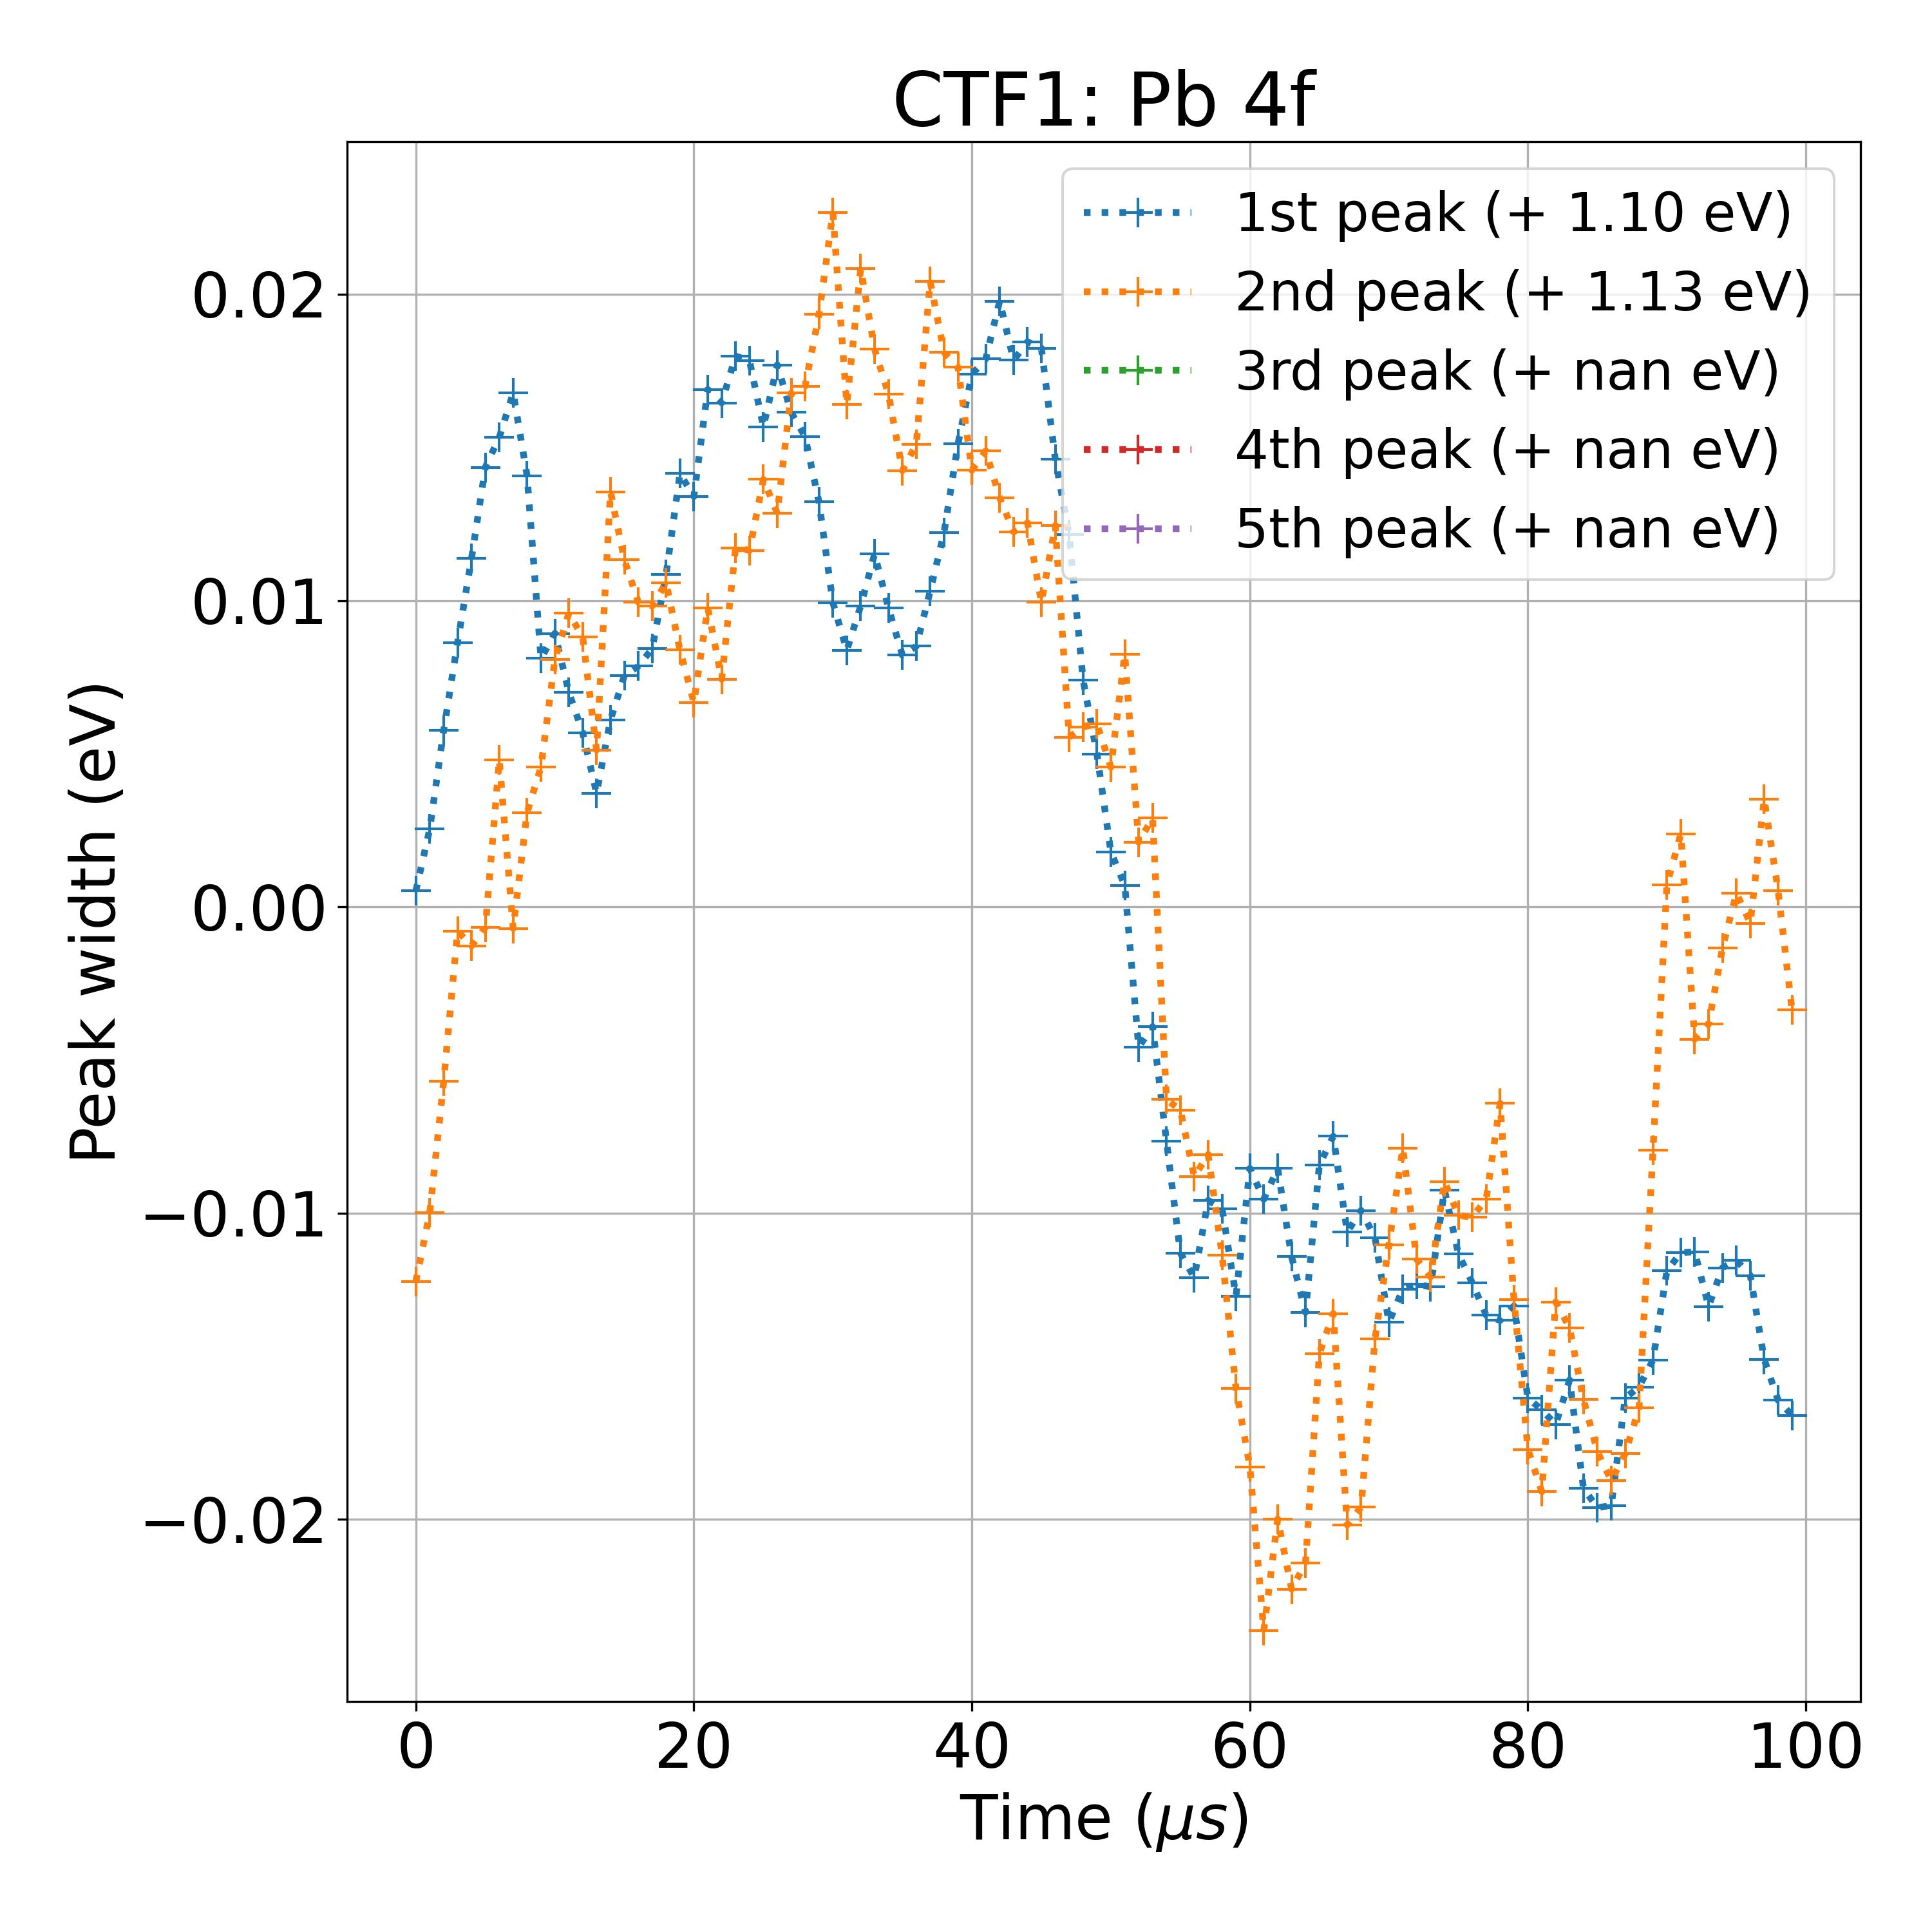 CTF1: Pb 4f
1st peak (+ 1.10 eV)
2nd peak (+ 1.13 eV)
3rd peak (+ nan eV)
4th peak (+ nan eV)
5th peak (+ nan eV)
Peak width (eV)
0.02
0.01
0.00
−0.01
−0.02
0 20 40 60 80 100
Time (μs)